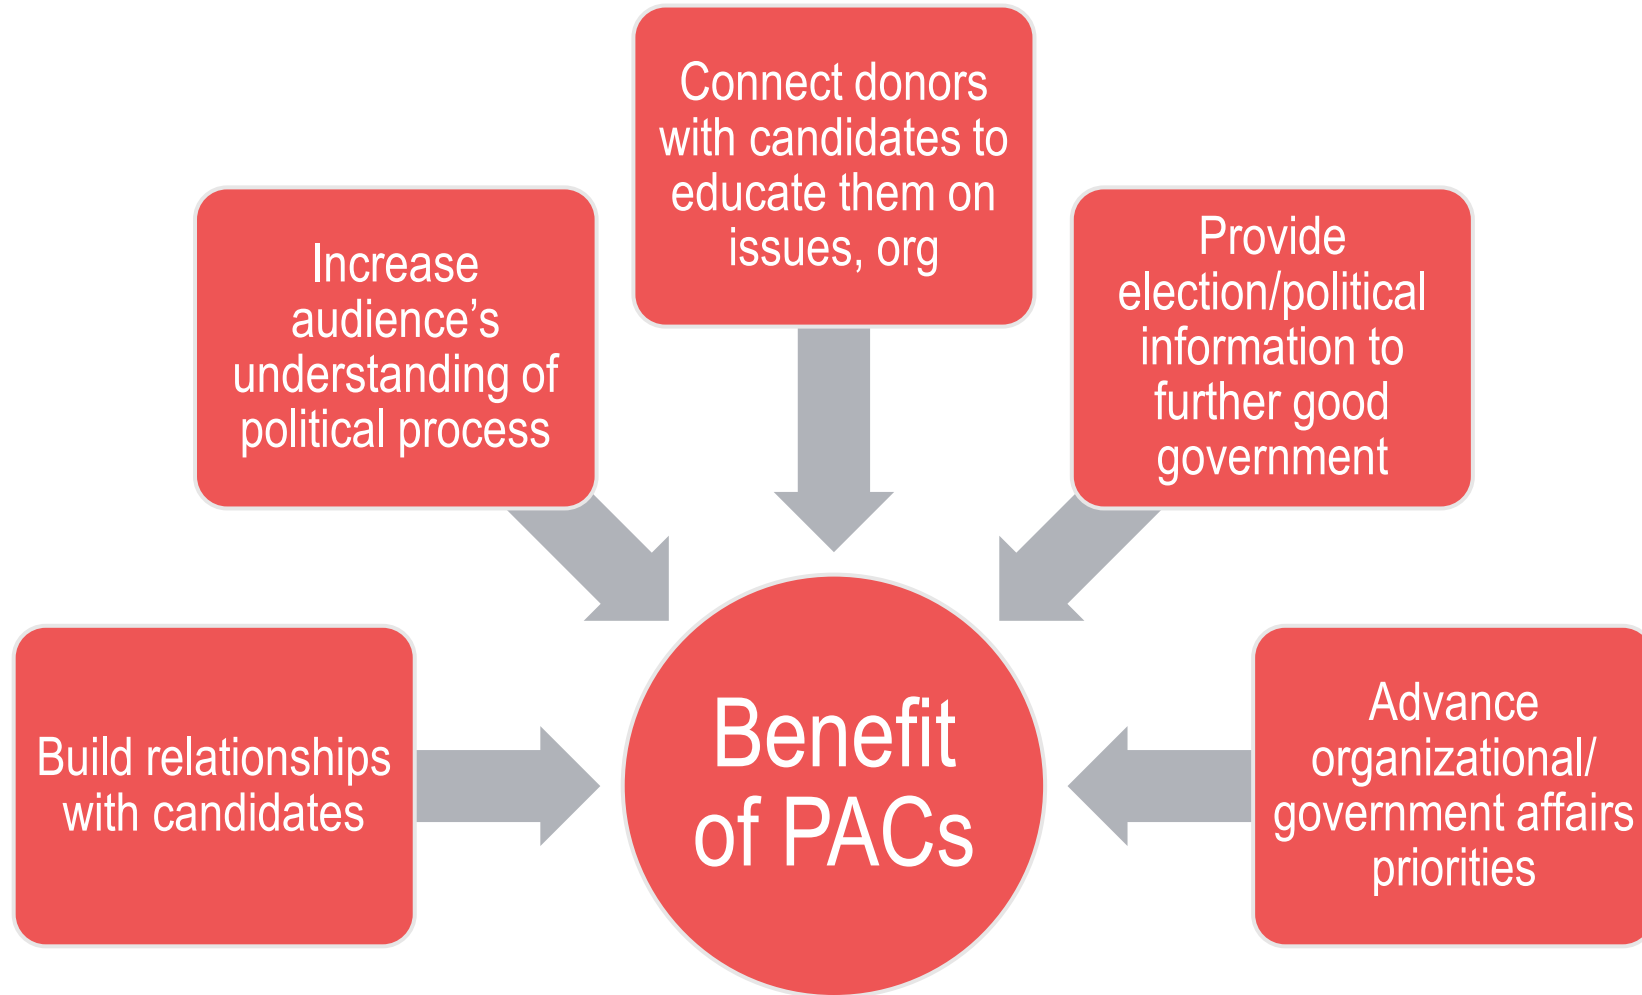 Connect donors
with candidates to
educate them on
issues, org
Increase
audience’s
understanding of
political process
Provide
election/political
information to
further good
government
Build relationships
with candidates
Benefit
of PACs
Advance
organizational/
government affairs
priorities